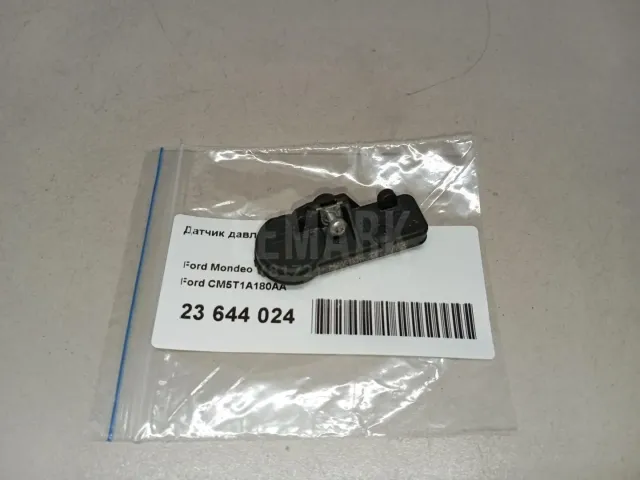 Датчик давл
Ford Mondeo
Ford CM5T1A180AA
23 644 024